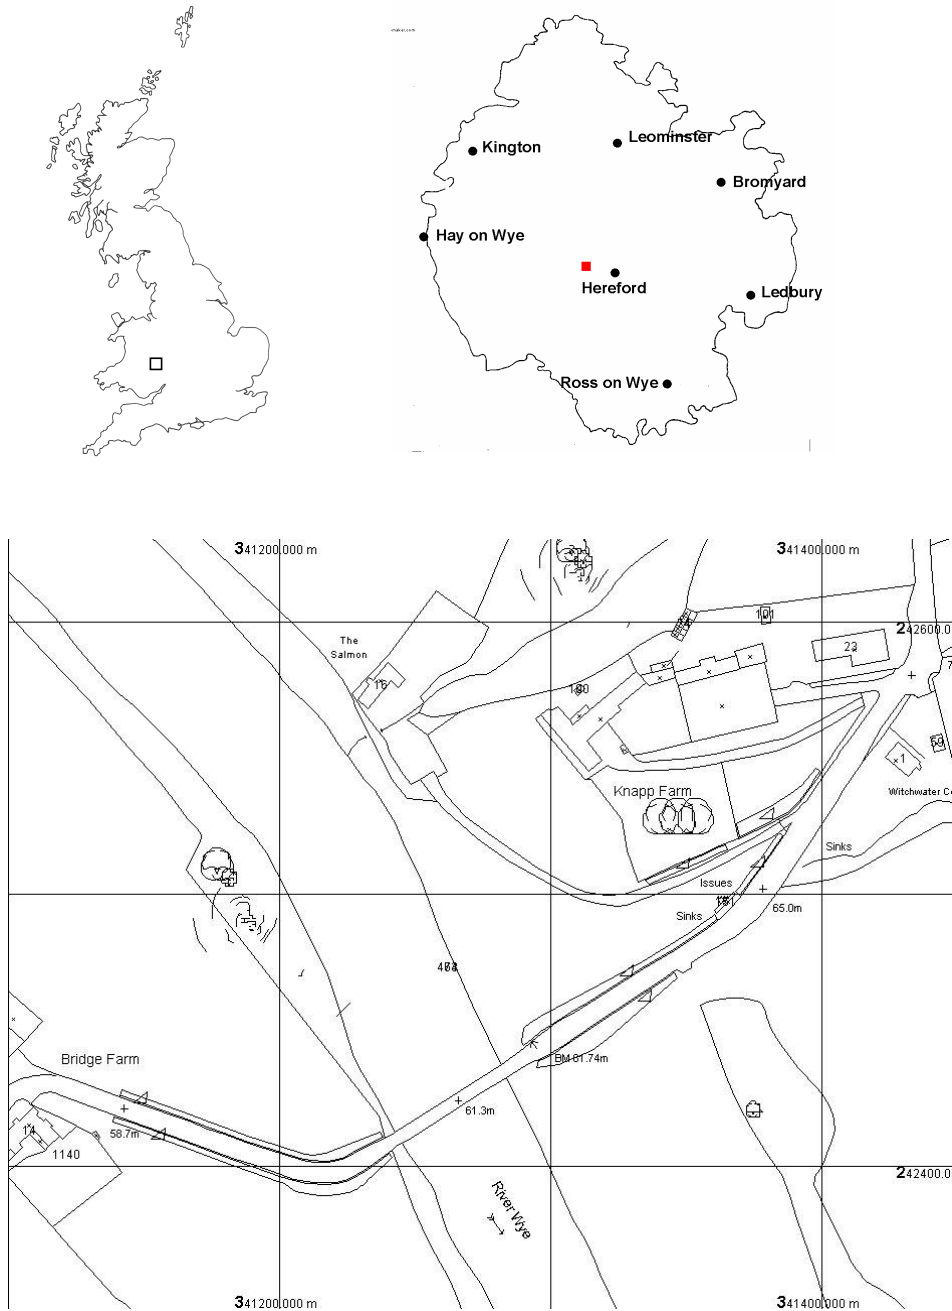 Leominster
Kington
Bromyard
Hay on Wye
Hereford
Ledbury
Ross on Wye
341200.000 m
341400.000 m
The
Salmon
16
101
23
242600.0
1
Knapp Farm
Witchwater Ce
Sinks
Issues
Sinks
65.0m
BM 61.74m
Bridge Farm
61.3m
58.7m
14
1140
242400.0
River Wye
341200.000 m
341400.000 m